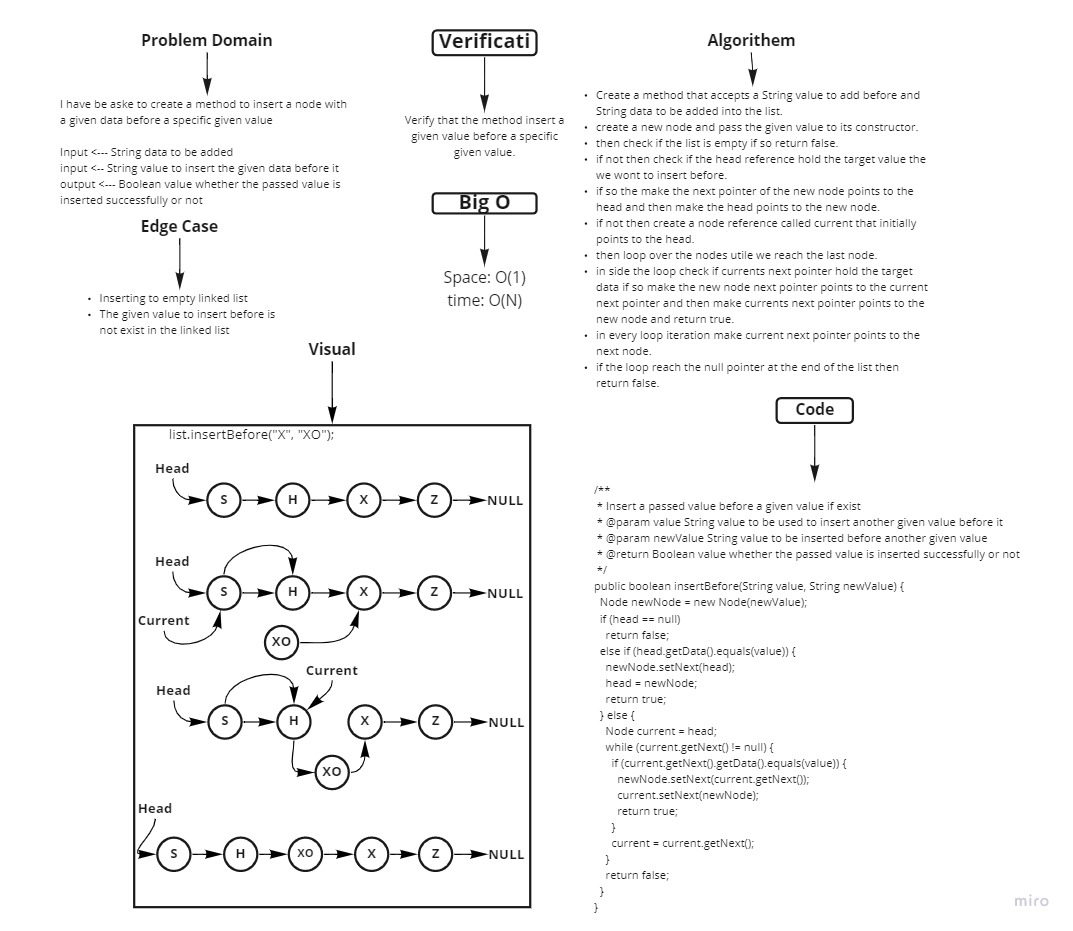 Problem Domain
I have be aske to create a method to insert a node with
a given data before a specific given value
Input <--- String data to be added
input <-- String value to insert the given data before it
output <--- Boolean value whether the passed value is
inserted successfully or not
Edge Case
• Inserting to empty linked list
• The given value to insert before is
not exist in the linked list
Verificati
Verify that the method insert a
given value before a specific
given value.
Big O
Space: O(1)
time: O(N)
Algorithem
• Create a method that accepts a String value to add before and
String data to be added into the list.
• create a new node and pass the given value to its constructor.
• then check if the list is empty if so return false.
• if not then check if the head reference hold the target value the
we wont to insert before.
• if so the make the next pointer of the new node points to the
head and then make the head points to the new node.
• if not then create a node reference called current that initially
points to the head.
• then loop over the nodes utile we reach the last node.
• in side the loop check if currents next pointer hold the target
data if so make the new node next pointer points to the current
next pointer and then make currents next pointer points to the
new node and return true.
• in every loop iteration make current next pointer points to the
next node.
• if the loop reach the null pointer at the end of the list then
return false.
Visual
list.insertBefore("X", "XO");
Head
S H X Z NULL
Head
S H X Z NULL
Current
XO
Current
Head
S H X Z NULL
XO
Head
S H XO X Z NULL
Code
/**
* Insert a passed value before a given value if exist
* @param value String value to be used to insert another given value before it
* @param newValue String value to be inserted before another given value
* @return Boolean value whether the passed value is inserted successfully or not
*/
public boolean insertBefore(String value, String newValue) {
Node newNode = new Node(newValue);
if (head == null)
return false;
else if (head.getData().equals(value)) {
newNode.setNext(head);
head = newNode;
return true;
} else {
Node current = head;
while (current.getNext() != null) {
if (current.getNext().getData().equals(value)) {
newNode.setNext(current.getNext());
current.setNext(newNode);
return true;
}
current = current.getNext();
}
return false;
}
}
miro